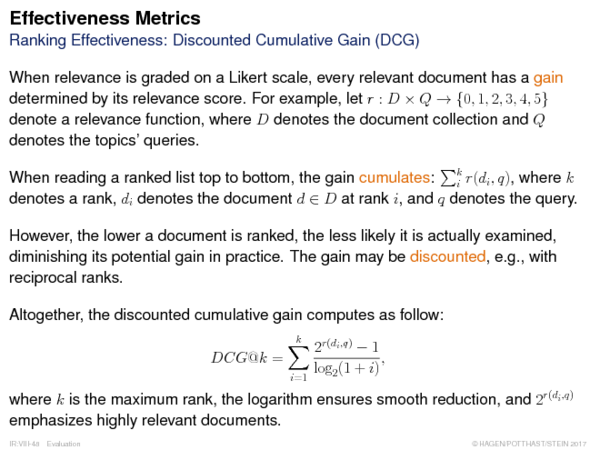 Effectiveness Metrics
Ranking Effectiveness: Discounted Cumulative Gain (DCG)
When relevance is graded on a Likert scale, every relevant document has a gain
determined by its relevance score. For example, let r : D × Q → {0, 1, 2, 3, 4, 5}
denote a relevance function, where D denotes the document collection and Q
denotes the topics' queries.
When reading a ranked list top to bottom, the gain cumulates: ∑_i^k r(d_i, q), where k
denotes a rank, d_i denotes the document d ∈ D at rank i, and q denotes the query.
However, the lower a document is ranked, the less likely it is actually examined,
diminishing its potential gain in practice. The gain may be discounted, e.g., with
reciprocal ranks.
Altogether, the discounted cumulative gain computes as follow:
DCG@k = ∑_{i=1}^{k} (2^{r(d_i,q)} − 1) / (log_2(1 + i)),
where k is the maximum rank, the logarithm ensures smooth reduction, and 2^{r(d_i,q)}
emphasizes highly relevant documents.
IR:VIII-48 Evaluation © HAGEN/POTTHAST/STEIN 2017